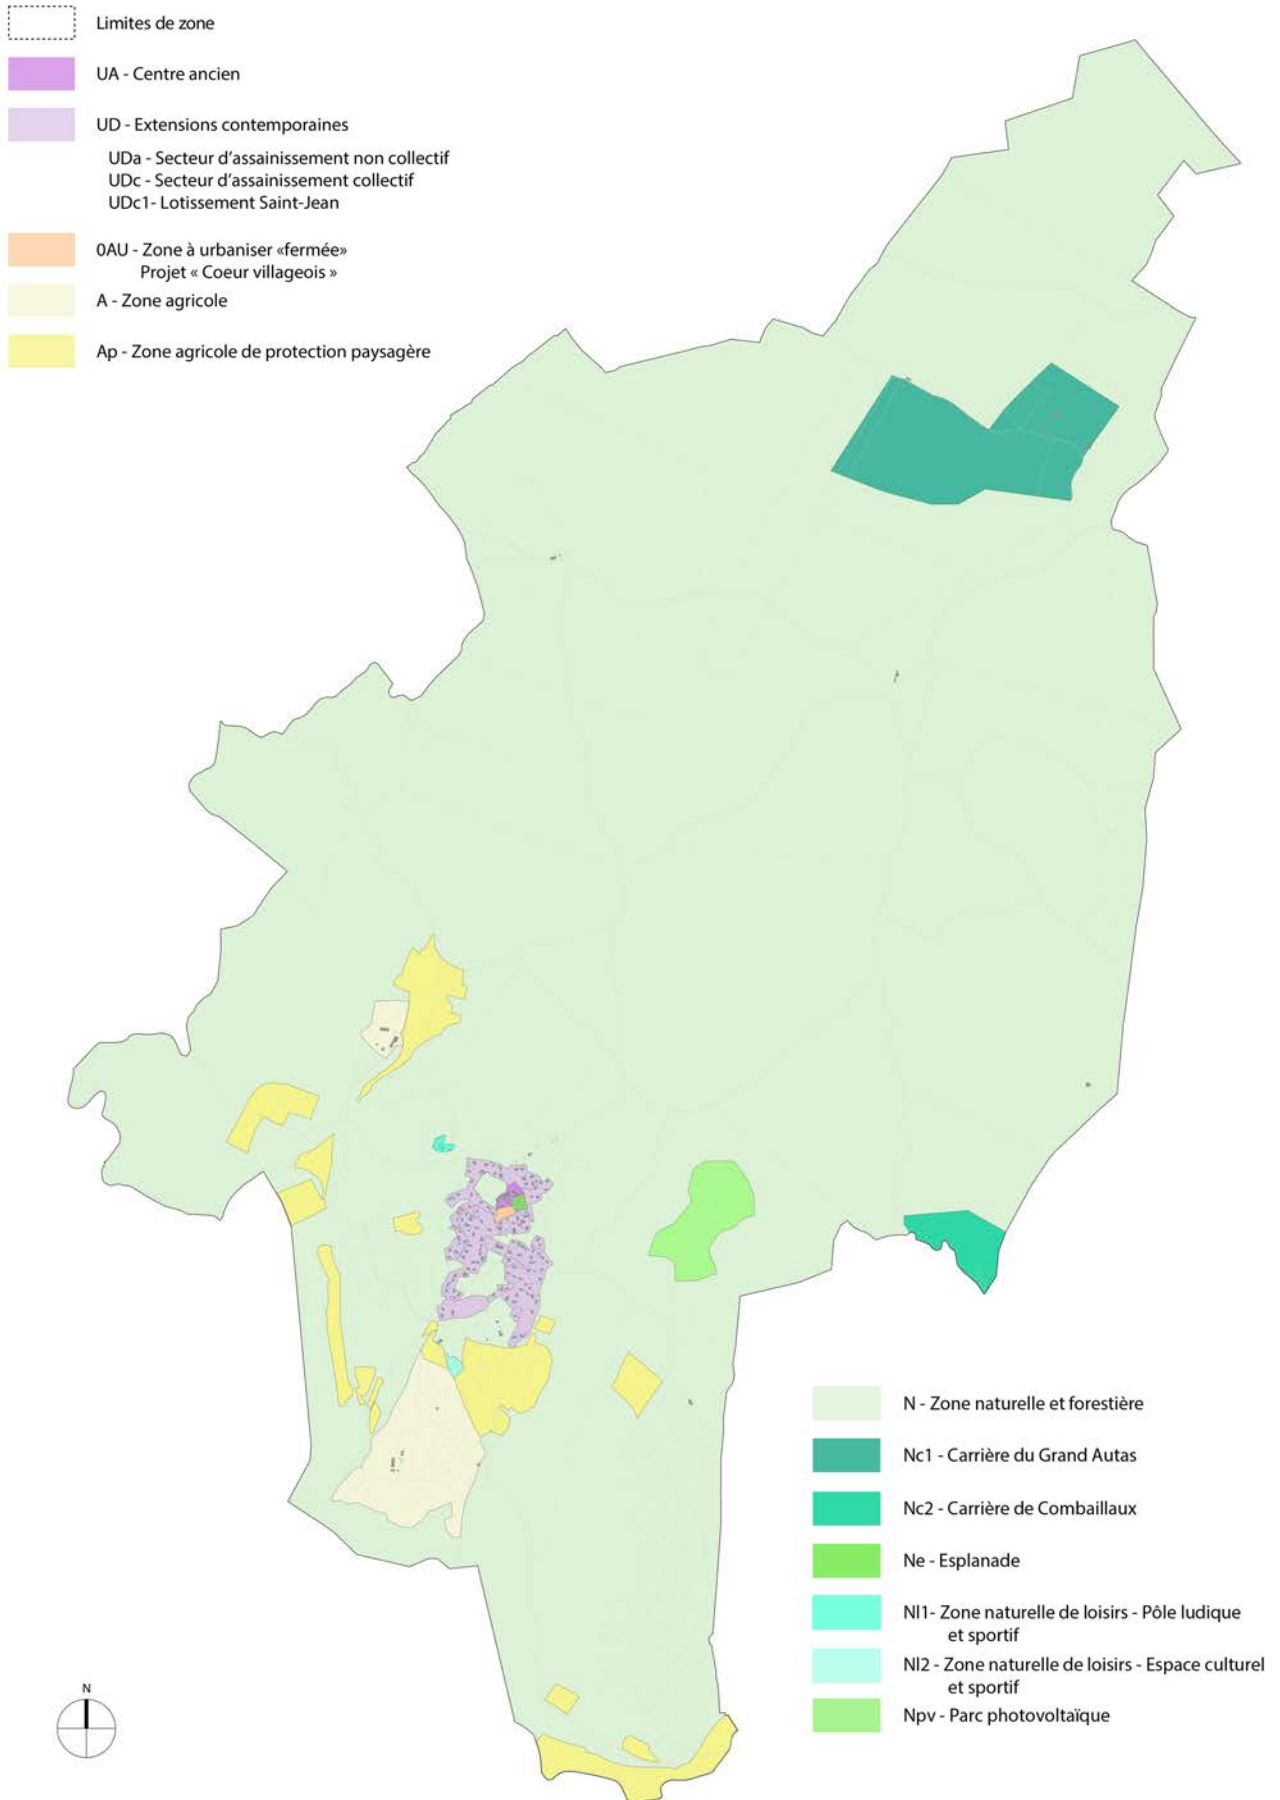 Limites de zone
UA - Centre ancien
UD - Extensions contemporaines
UDa - Secteur d'assainissement non collectif
UDc - Secteur d'assainissement collectif
UDc1- Lotissement Saint-Jean
0AU - Zone à urbaniser «fermée»
Projet « Coeur villageois »
A - Zone agricole
Ap - Zone agricole de protection paysagère
N - Zone naturelle et forestière
Nc1 - Carrière du Grand Autas
Nc2 - Carrière de Combaillaux
Ne - Esplanade
Nl1- Zone naturelle de loisirs - Pôle ludique
et sportif
Nl2 - Zone naturelle de loisirs - Espace culturel
et sportif
Npv - Parc photovoltaïque
N